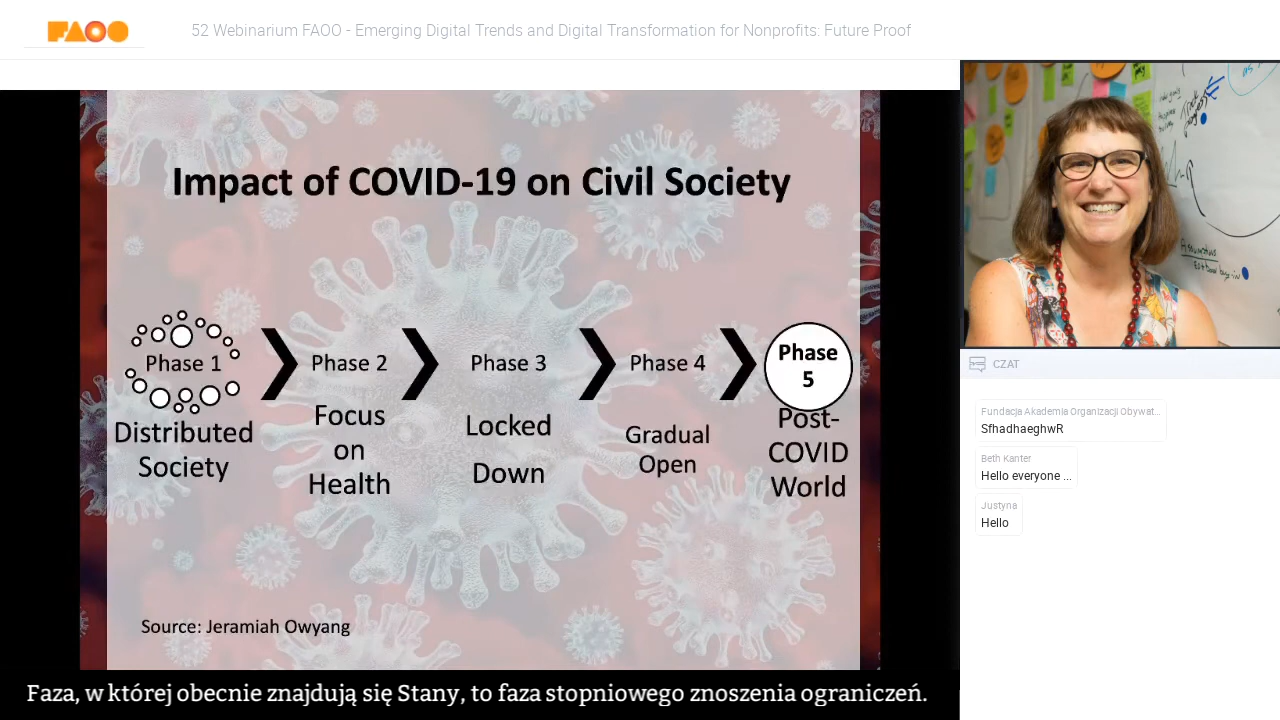 FAOO
52 Webinarium FAOO - Emerging Digital Trends and Digital Transformation for Nonprofits: Future Proof
Impact of COVID-19 on Civil Society
Phase 1
Distributed
Society
Phase 2
Focus
on
Health
Phase 3
Locked
Down
Phase 4
Gradual
Open
Phase
5
Post-
COVID
World
Source: Jeramiah Owyang
Faza, w której obecnie znajdują się Stany, to faza stopniowego znoszenia ograniczeń.
CZAT
Fundacja Akademia Organizacji Obywat...
SfhadhaeghwR
Beth Kanter
Hello everyone ...
Justyna
Hello